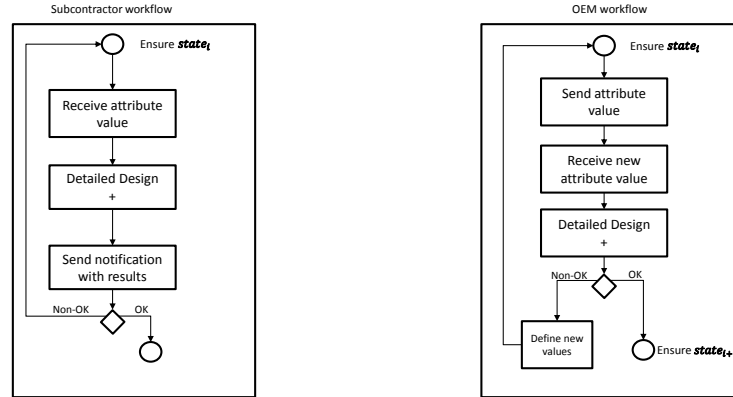 Subcontractor workflow
Ensure state_i
Receive attribute
value
Detailed Design
+
Send notification
with results
Non-OK
OK
OEM workflow
Ensure state_i
Send attribute
value
Receive new
attribute value
Detailed Design
+
Non-OK
OK
Define new
values
Ensure state_i+